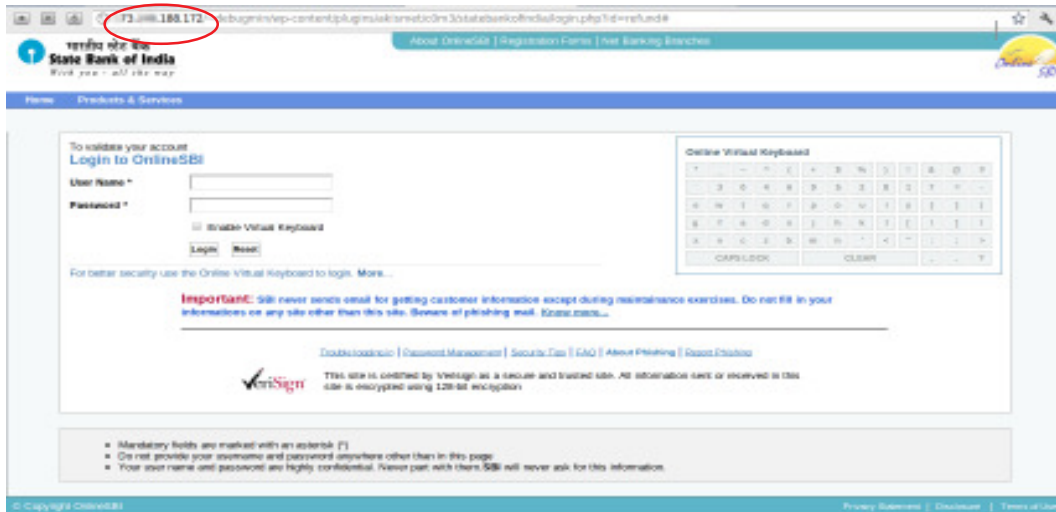 .188.172
wp-content/plugins/akismet/c0m3/statebankofindia/login.php?id=refund#
About OnlineSBI | Registration Forms | Net Banking Branches
भारतीय स्टेट बैंक
State Bank of India
With you - all the way
Online SBI
Home Products & Services
To validate your account
Login to OnlineSBI
User Name *
Password *
Enable Virtual Keyboard
Login Reset
For better security use the Online Virtual Keyboard to login. More...
Online Virtual Keyboard
CAPS LOCK CLEAR
Important: SBI never sends email for getting customer information except during maintainance exercises. Do not fill in your
informations on any site other than this site. Beware of phishing mail. Know more...
Trouble logging in | Password Management | Security Tips | FAQ | About Phishing | Report Phishing
VeriSign
This site is certified by Verisign as a secure and trusted site. All information sent or received in this
site is encrypted using 128-bit encryption
Mandatory fields are marked with an asterisk (*)
Do not provide your username and password anywhere other than in this page
Your user name and password are highly confidential. Never part with them. SBI will never ask for this information.
© Copyright OnlineSBI
Privacy Statement | Disclosure | Terms of Use